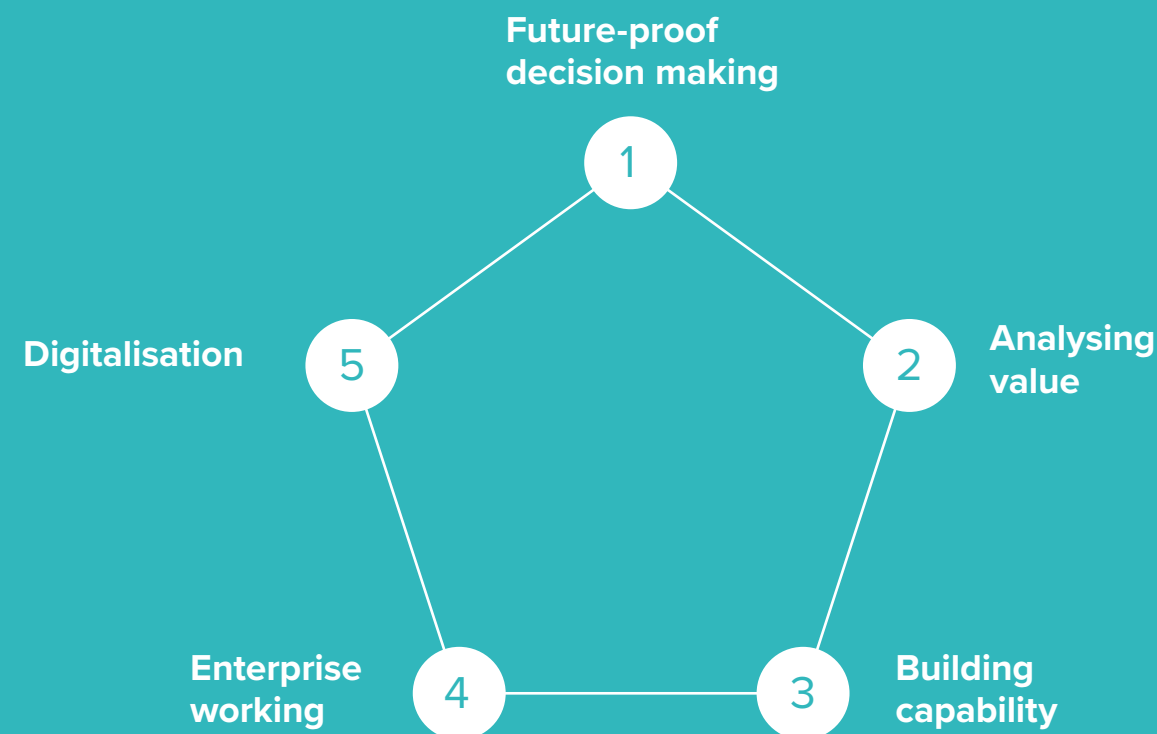 Future-proof
decision making
1
Digitalisation
5
2
Analysing
value
Enterprise
working
4
3
Building
capability